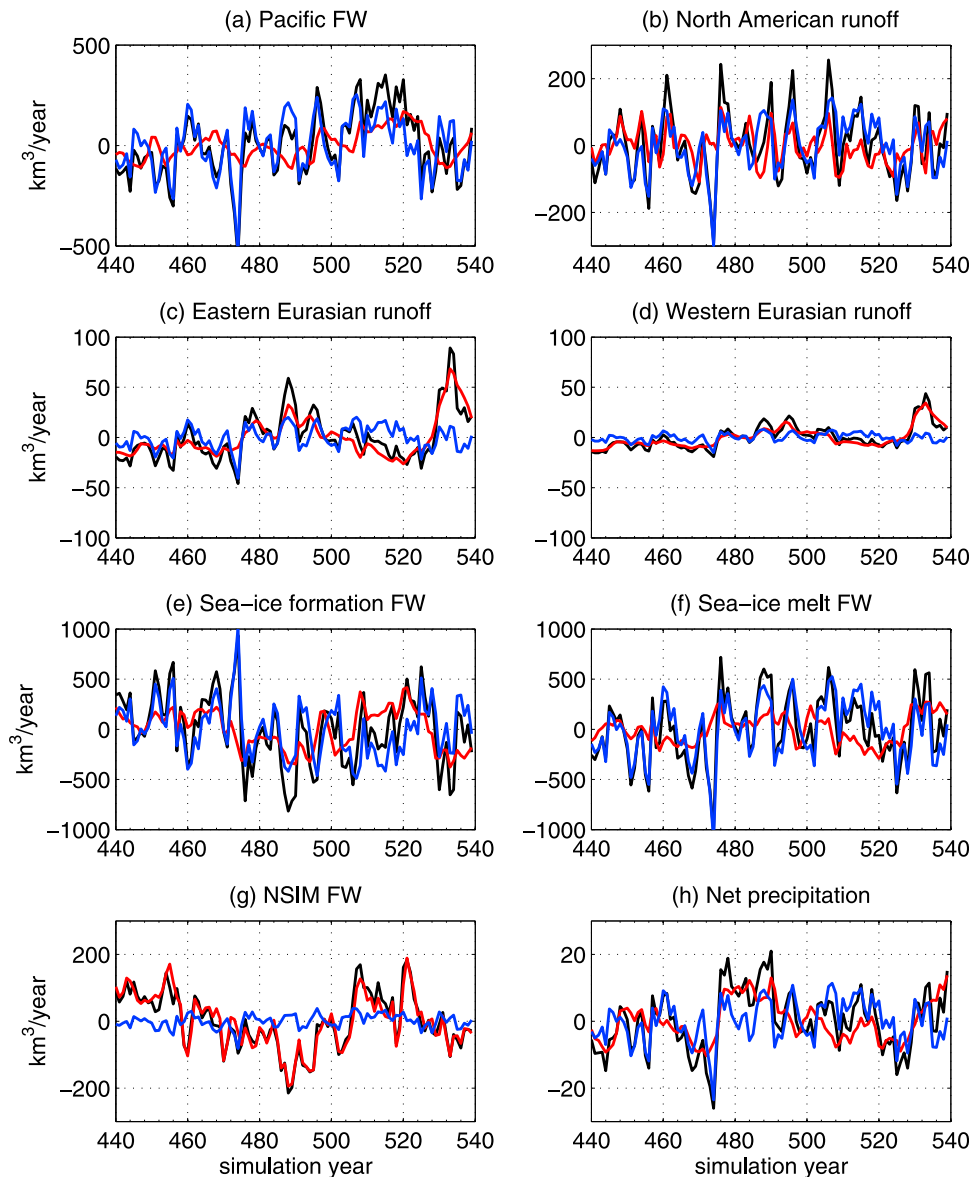 (a) Pacific FW
(b) North American runoff
km³/year
500
0
−500
440 460 480 500 520 540
200
0
−200
440 460 480 500 520 540
(c) Eastern Eurasian runoff
(d) Western Eurasian runoff
km³/year
100
50
0
−50
−100
440 460 480 500 520 540
100
50
0
−50
−100
440 460 480 500 520 540
(e) Sea−ice formation FW
(f) Sea−ice melt FW
km³/year
1000
500
0
−500
−1000
440 460 480 500 520 540
1000
500
0
−500
−1000
440 460 480 500 520 540
(g) NSIM FW
(h) Net precipitation
km³/year
200
0
−200
440 460 480 500 520 540
simulation year
20
0
−20
440 460 480 500 520 540
simulation year